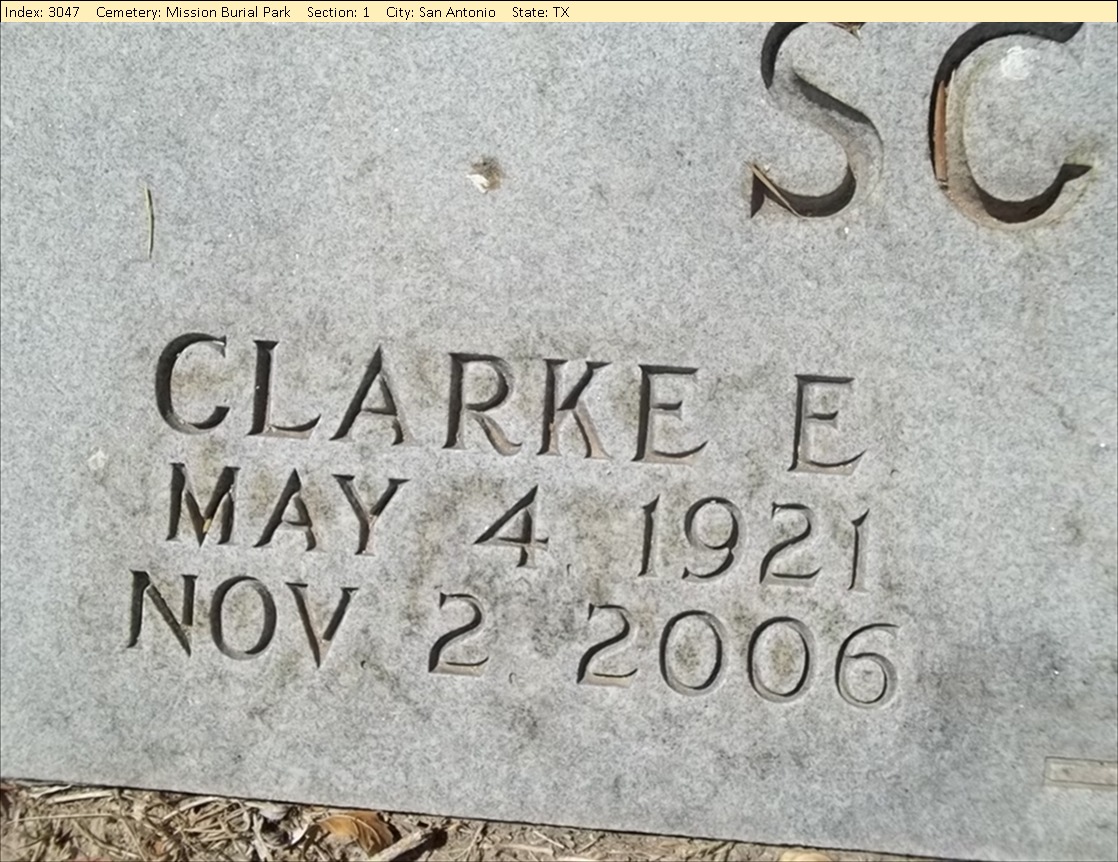 Index: 3047 Cemetery: Mission Burial Park Section: 1 City: San Antonio State: TX
SC
CLARKE E
MAY 4 1921
NOV 2 2006